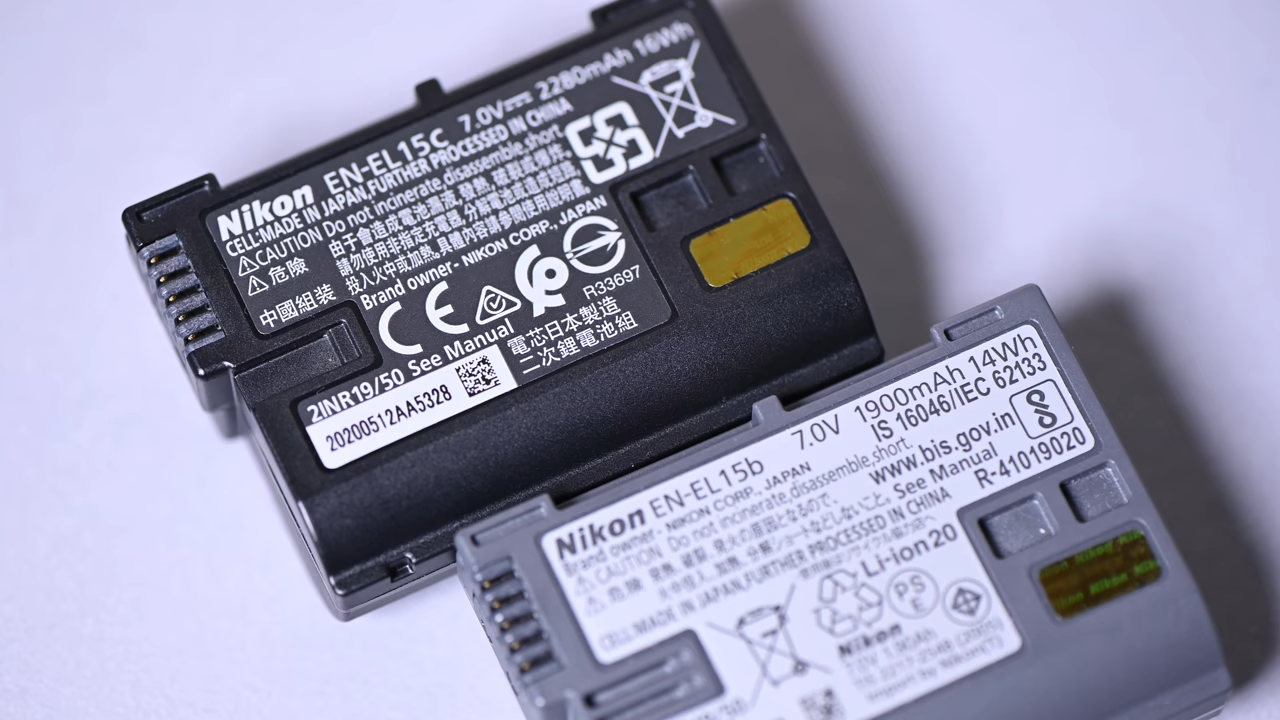 Nikon EN-EL15C 7.0V⎓ 2280mAh 16Wh
CELL:MADE IN JAPAN,FURTHER PROCESSED IN CHINA
⚠CAUTION Do not incinerate,disassemble,short.
⚠危險
由于會造成電池漏液,發熱,破裂或爆炸.
請勿使用非指定充電器,分解電池或造成短路.
投入火中或加熱.具體內容請參閱使用說明書。
中國組裝
Brand owner- NIKON CORP., JAPAN
CE
R33697
2INR19/50 See Manual
電芯日本製造
二次鋰電池組
20200512AA5328
Nikon EN-EL15b 7.0V 1900mAh 14Wh
Brand owner- NIKON CORP., JAPAN
IS 16046/IEC 62133
⚠CAUTION Do not incinerate,disassemble,short.
www.bis.gov.in
See Manual
R-41019020
CELL:MADE IN JAPAN,FURTHER PROCESSED IN CHINA
Li-ion20
PS
E
Nikon
Nikon